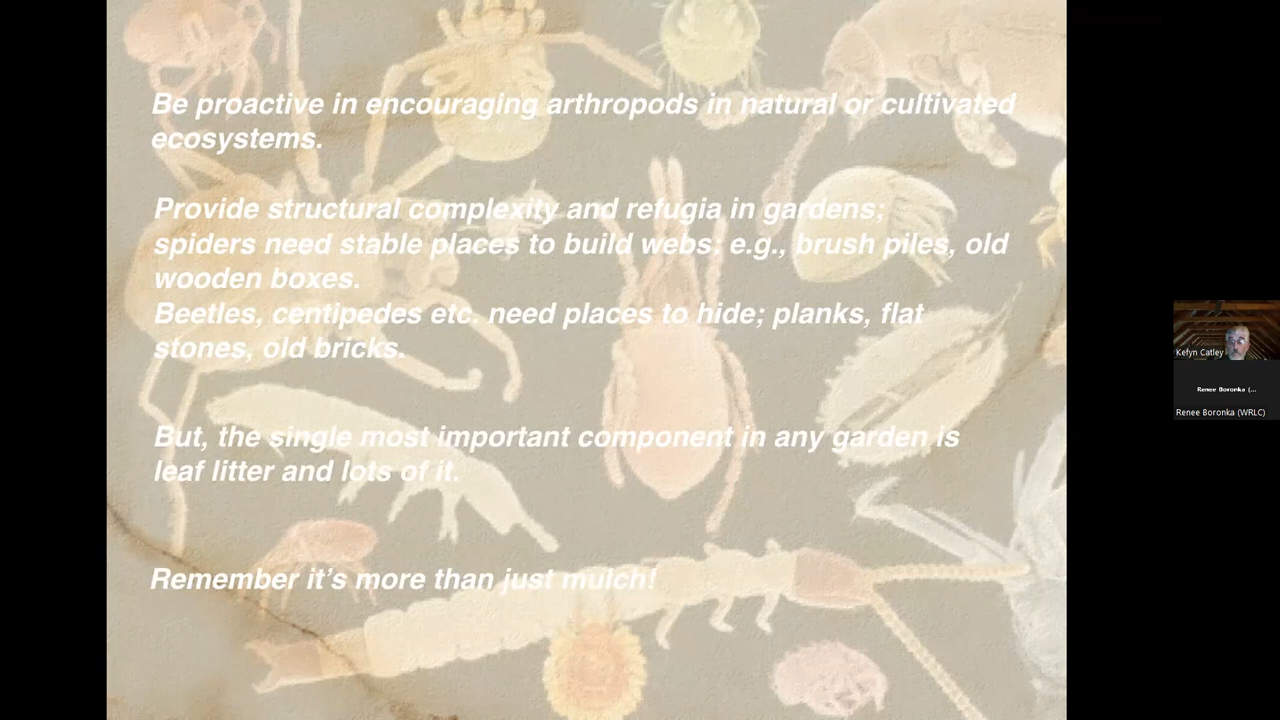 Be proactive in encouraging arthropods in natural or cultivated
ecosystems.
Provide structural complexity and refugia in gardens;
spiders need stable places to build webs; e.g., brush piles, old
wooden boxes.
Beetles, centipedes etc. need places to hide; planks, flat
stones, old bricks.
But, the single most important component in any garden is
leaf litter and lots of it.
Remember it’s more than just mulch!
Kefyn Catley
Renee Boronka (...
Renee Boronka (WRLC)